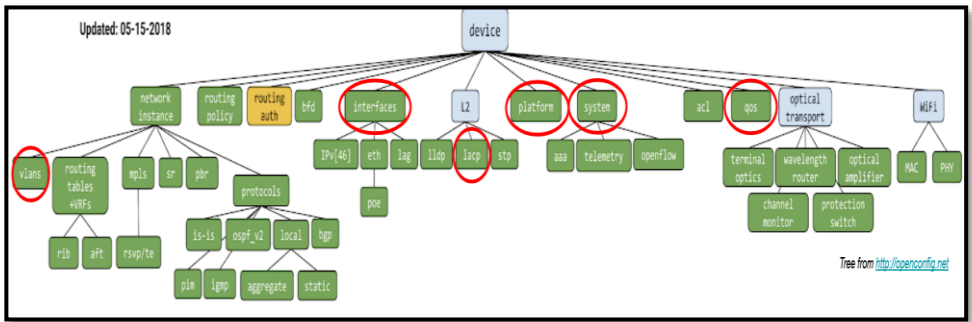 Updated: 05-15-2018
device
network
instance
routing
policy
routing
auth
bfd
interfaces
L2
platform
system
acl
qos
optical
transport
WiFi
vlans
routing
tables
+VRFs
mpls
sr
pbr
protocols
IPv[46]
eth
lag
lldp
lacp
stp
aaa
telemetry
openflow
terminal
optics
wavelength
router
optical
amplifier
MAC
PHY
poe
channel
monitor
protection
switch
rib
aft
rsvp/te
is-is
ospf_v2
local
bgp
pim
igmp
aggregate
static
Tree from http://openconfig.net